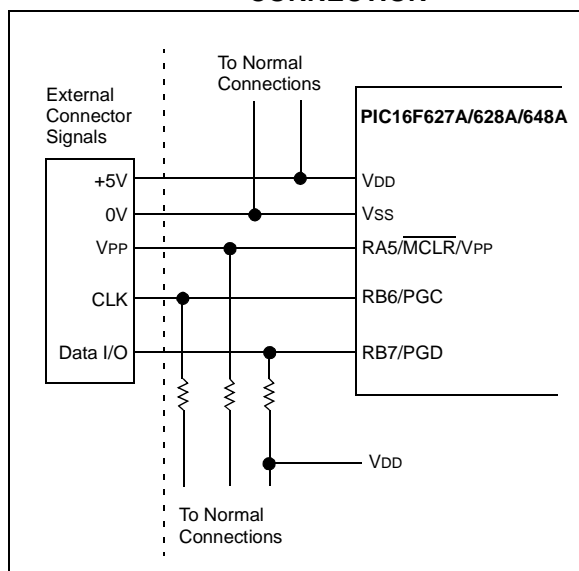 To Normal
Connections
External
Connector
Signals
PIC16F627A/628A/648A
+5V
VDD
0V
VSS
VPP
RA5/MCLR/VPP
CLK
RB6/PGC
Data I/O
RB7/PGD
VDD
To Normal
Connections